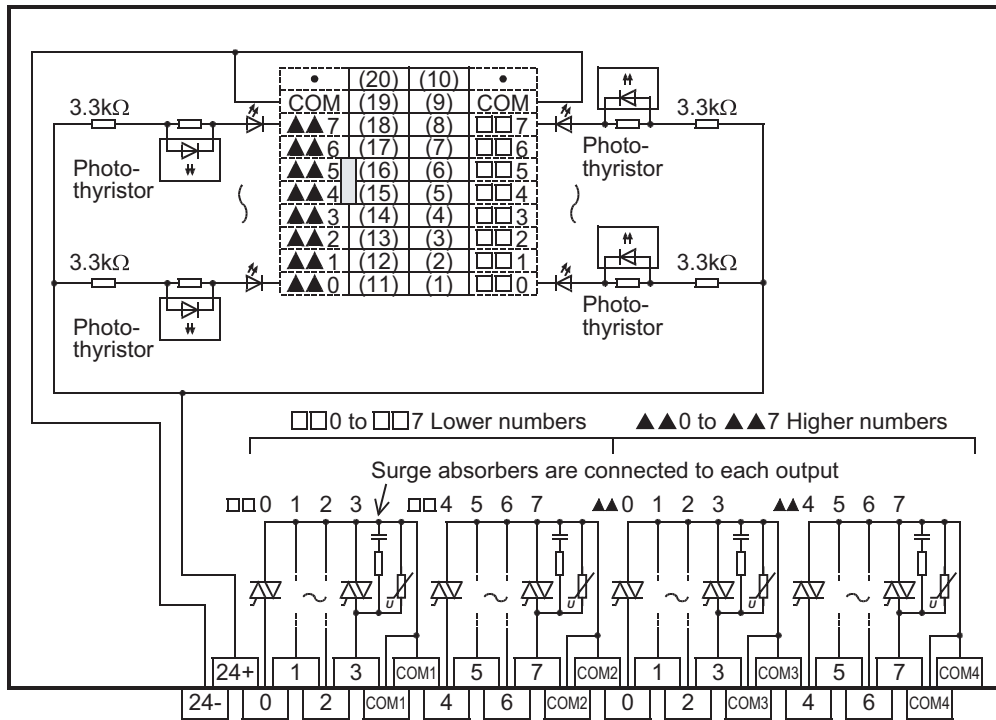 • (20) (10) •
COM (19) (9) COM
3.3kΩ ▲▲7 (18) (8) □□7 3.3kΩ
▲▲6 (17) (7) □□6
Photo-
thyristor
Photo-
thyristor
▲▲5 (16) (6) □□5
▲▲4 (15) (5) □□4
▲▲3 (14) (4) □□3
▲▲2 (13) (3) □□2
3.3kΩ ▲▲1 (12) (2) □□1 3.3kΩ
▲▲0 (11) (1) □□0
Photo-
thyristor
Photo-
thyristor
□□0 to □□7 Lower numbers ▲▲0 to ▲▲7 Higher numbers
Surge absorbers are connected to each output
□□0 1 2 3 □□4 5 6 7 ▲▲0 1 2 3 ▲▲4 5 6 7
U U U U
24+ 1 3 COM1 5 7 COM2 1 3 COM3 5 7 COM4
24- 0 2 COM1 4 6 COM2 0 2 COM3 4 6 COM4